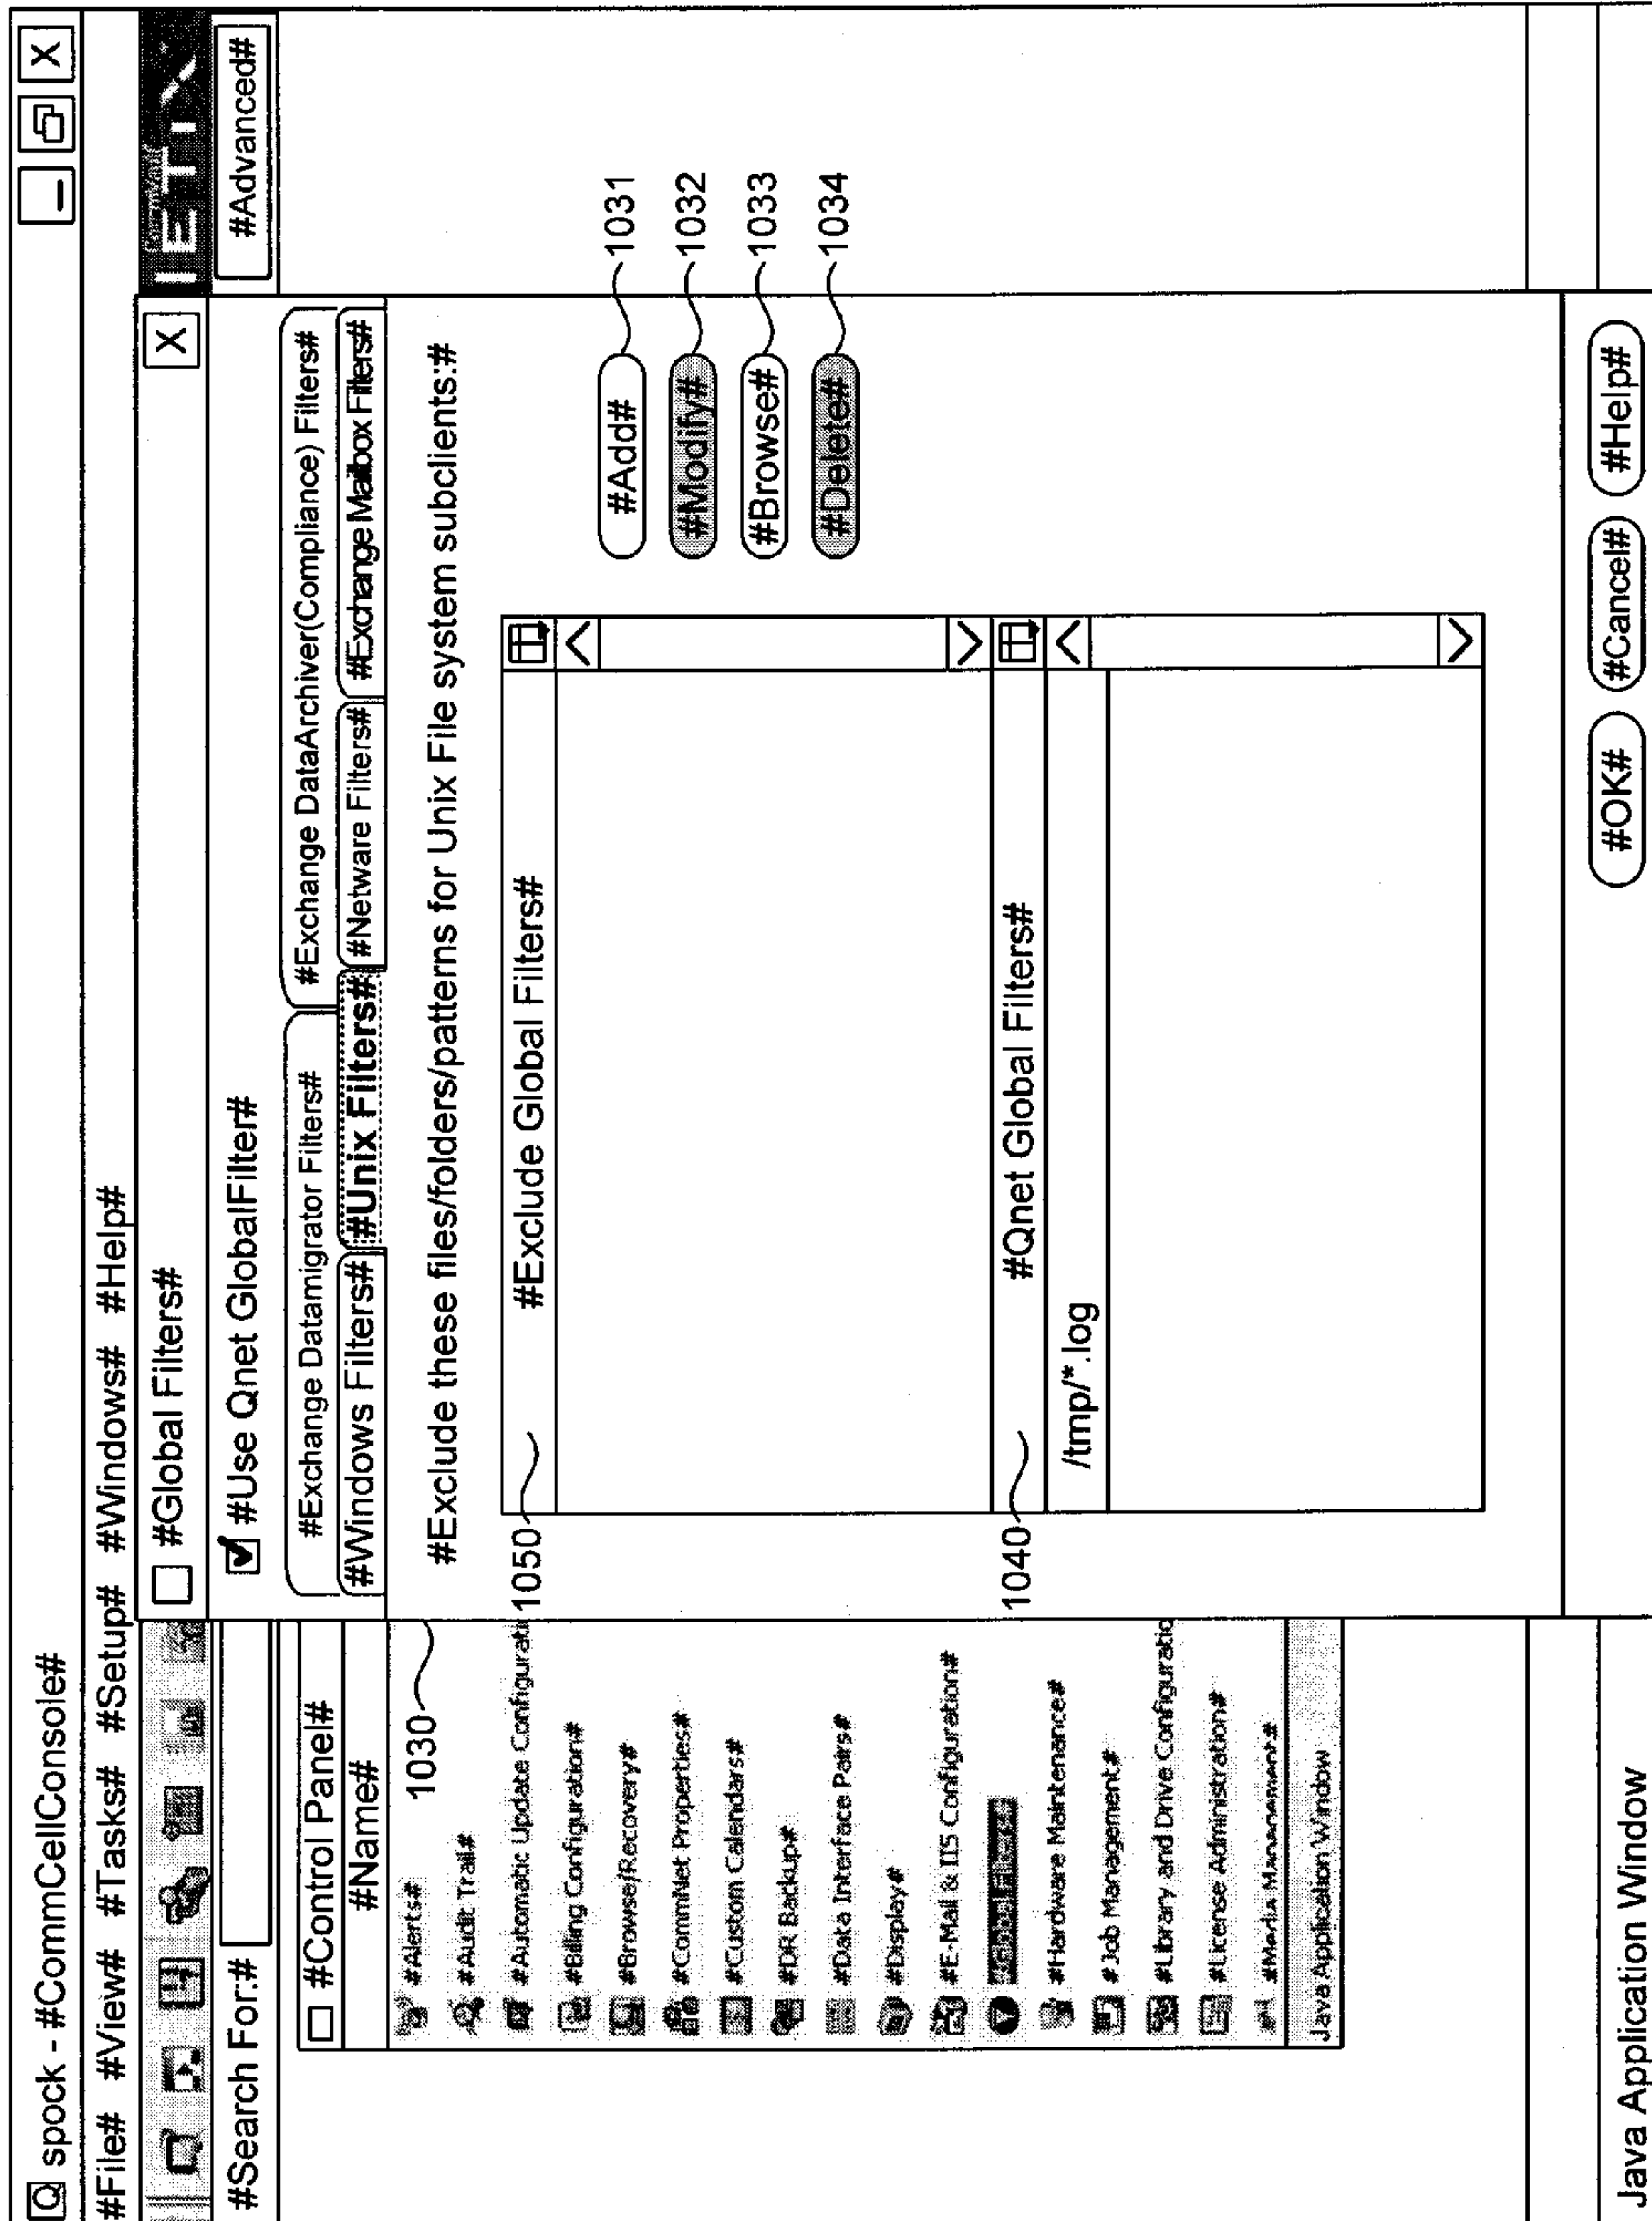 Q spock - #CommCellConsole#
#File# #View# #Tasks# #Setup# #Windows# #Help#
#Search For:#
#Advanced#
#Control Panel#
#Name#
1030
#Alerts#
#Audit Trail#
#Automatic Update Configurati
#Billing Configuration#
#Browse/Recovery#
#CommNet Properties#
#Custom Calendars#
#DR Backup#
#Data Interface Pairs#
#Display#
#E-Mail & IIS Configuration#
#Hardware Maintenance#
#Job Management#
#Library and Drive Configuratio
#License Administration#
#Media Management#
Java Application Window
#Global Filters#
#Use Qnet GlobalFilter#
#Exchange Datamigrator Filters# #Exchange DataArchiver(Compliance) Filters#
#Windows Filters# #Unix Filters# #Netware Filters# #Exchange Mailbox Filters#
#Exclude these files/folders/patterns for Unix File system subclients:#
1050
#Exclude Global Filters#
1040
#Qnet Global Filters#
/tmp/*.log
#Add# 1031
#Modify# 1032
#Browse# 1033
#Delete# 1034
#OK# #Cancel# #Help#
Java Application Window